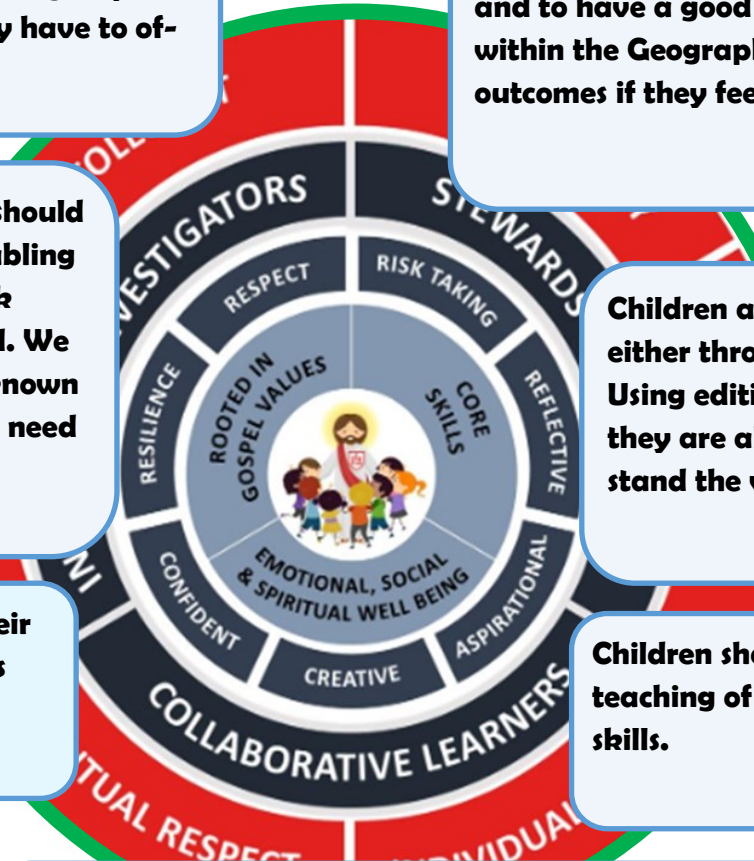 y have to of-
and to have a good
within the Geograph
outcomes if they fee
should
bling
k
l. We
nown
need
Children a
either thro
Using editi
they are a
stand the
eir
s
Children sh
teaching of
skills.
VESTIGATORS
STEWARDS
COLLABORATIVE LEARNERS
RESPECT
RISK TAKING
REFLECTIVE
ASPIRATIONAL
CREATIVE
CONFIDENT
RESILIENCE
ROOTED IN
GOSPEL VALUES
CORE
SKILLS
EMOTIONAL, SOCIAL
& SPIRITUAL WELL BEING
TUAL RESPECT
INDIVIDUAL